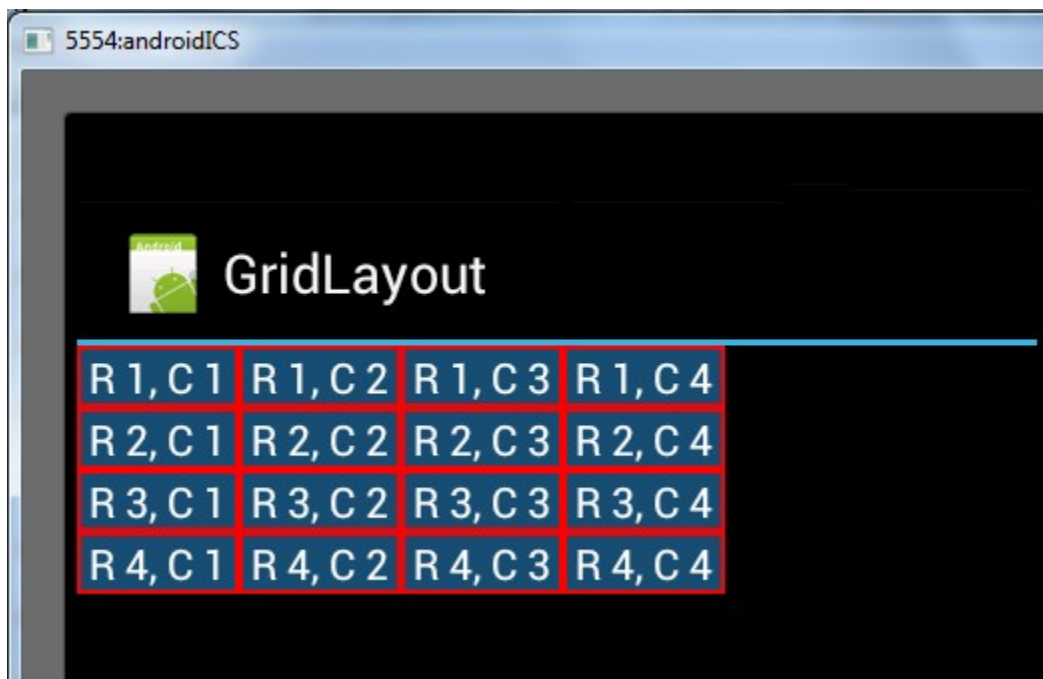 5554:androidICS
Android
GridLayout
R 1, C 1 R 1, C 2 R 1, C 3 R 1, C 4
R 2, C 1 R 2, C 2 R 2, C 3 R 2, C 4
R 3, C 1 R 3, C 2 R 3, C 3 R 3, C 4
R 4, C 1 R 4, C 2 R 4, C 3 R 4, C 4